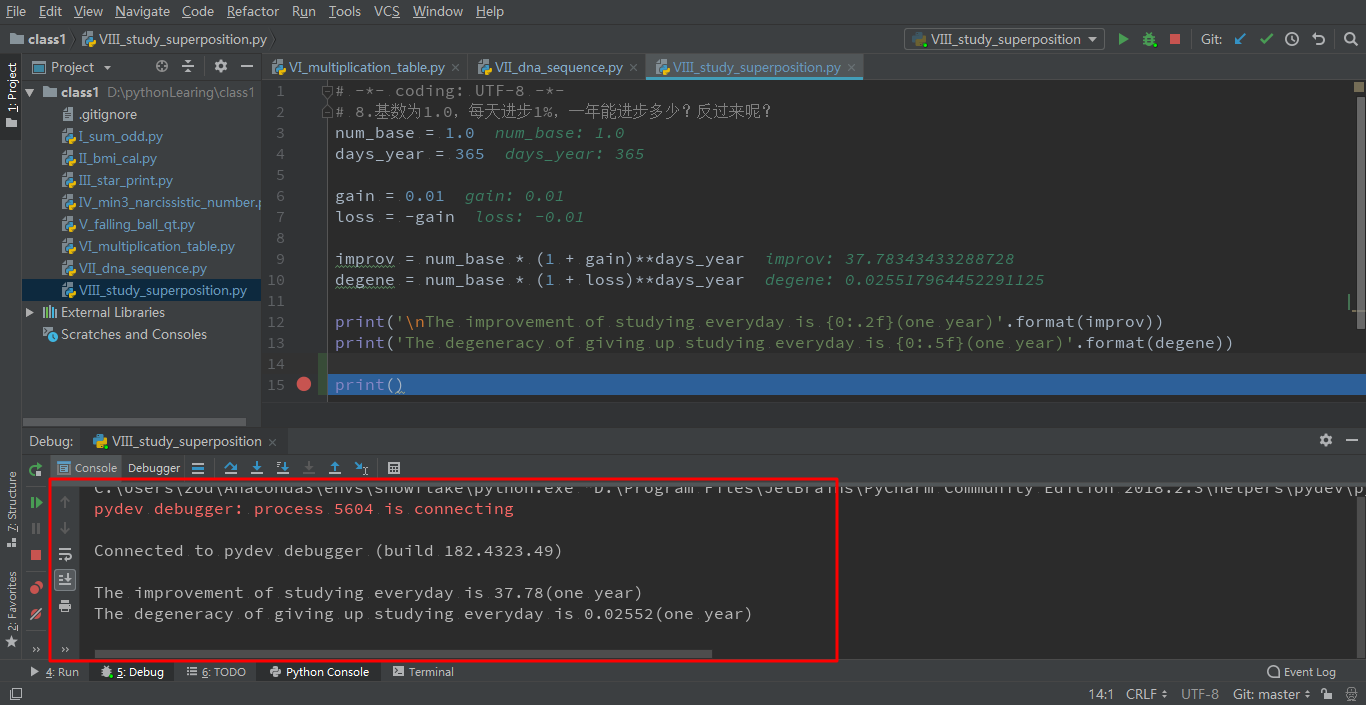 File Edit View Navigate Code Refactor Run Tools VCS Window Help
class1 VIII_study_superposition.py
VIII_study_superposition Git:
1: Project
Project
VI_multiplication_table.py VII_dna_sequence.py VIII_study_superposition.py
class1 D:\pythonLearing\class1
.gitignore
I_sum_odd.py
II_bmi_cal.py
III_star_print.py
IV_min3_narcissistic_number.p
V_falling_ball_qt.py
VI_multiplication_table.py
VII_dna_sequence.py
VIII_study_superposition.py
External Libraries
Scratches and Consoles
1 # -*- coding: UTF-8 -*-
2 # 8.基数为1.0，每天进步1%，一年能进步多少？反过来呢？
3 num_base = 1.0 num_base: 1.0
4 days_year = 365 days_year: 365
5
6 gain = 0.01 gain: 0.01
7 loss = -gain loss: -0.01
8
9 improv = num_base * (1 + gain)**days_year improv: 37.78343433288728
10 degene = num_base * (1 + loss)**days_year degene: 0.025517964452291125
11
12 print('\nThe improvement of studying everyday is {0:.2f}(one year)'.format(improv))
13 print('The degeneracy of giving up studying everyday is {0:.5f}(one year)'.format(degene))
14
15 print()
Debug: VIII_study_superposition
Console Debugger
C:\Users\zou\Anaconda3\envs\snowflake\python.exe "D:\Program Files\JetBrains\PyCharm Community Edition 2018.2.3\helpers\pydev\p
pydev debugger: process 5604 is connecting
Connected to pydev debugger (build 182.4323.49)
The improvement of studying everyday is 37.78(one year)
The degeneracy of giving up studying everyday is 0.02552(one year)
7: Structure
2: Favorites
4: Run 5: Debug 6: TODO Python Console Terminal Event Log
14:1 CRLF UTF-8 Git: master